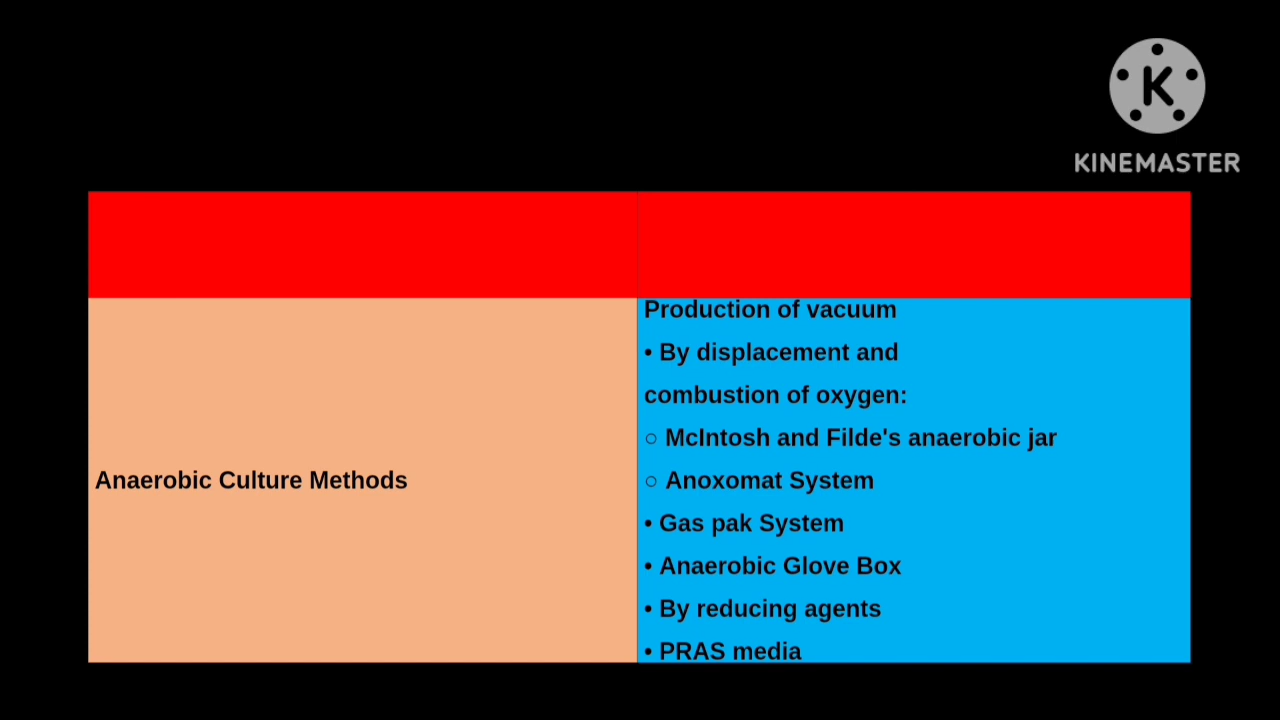 KINEMASTER
Production of vacuum
• By displacement and
combustion of oxygen:
○ McIntosh and Filde's anaerobic jar
Anaerobic Culture Methods
○ Anoxomat System
• Gas pak System
• Anaerobic Glove Box
• By reducing agents
• PRAS media